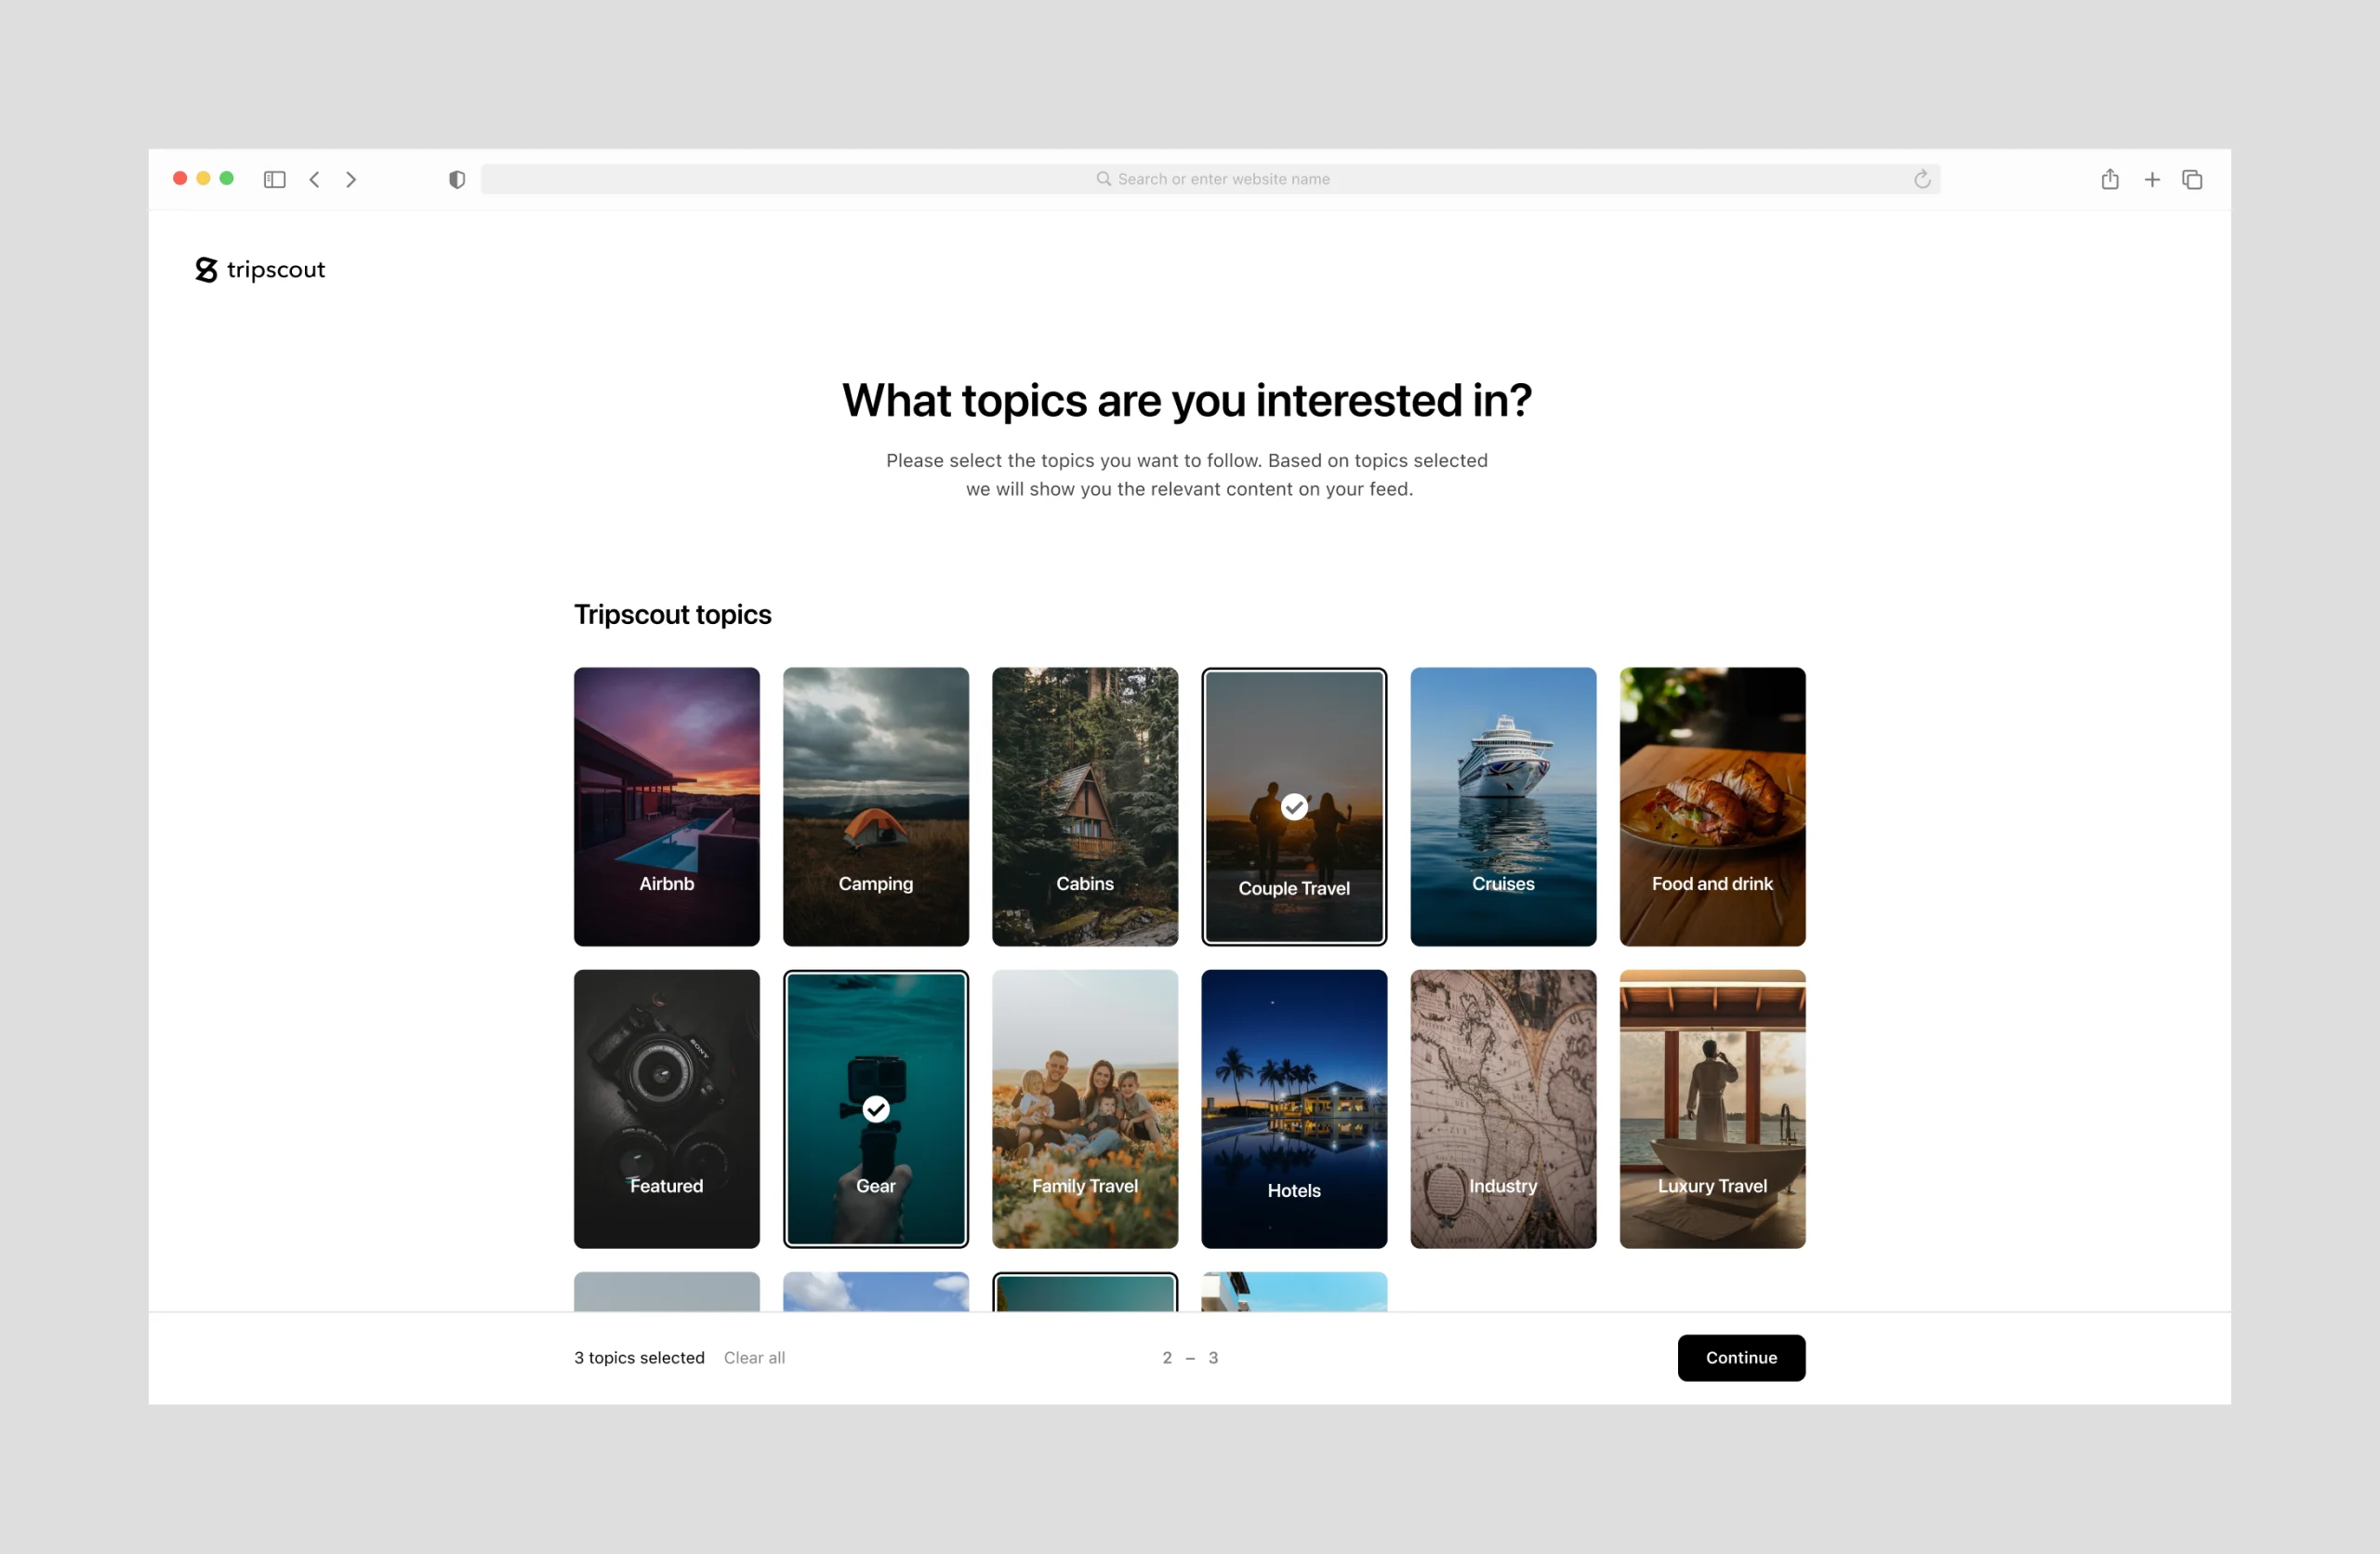 Search or enter website name
tripscout
What topics are you interested in?
Please select the topics you want to follow. Based on topics selected
we will show you the relevant content on your feed.
Tripscout topics
Airbnb
Camping
Cabins
Couple Travel
Cruises
Food and drink
SONY
Featured
Gear
Family Travel
Hotels
Industry
Luxury Travel
3 topics selected Clear all
2 – 3
Continue